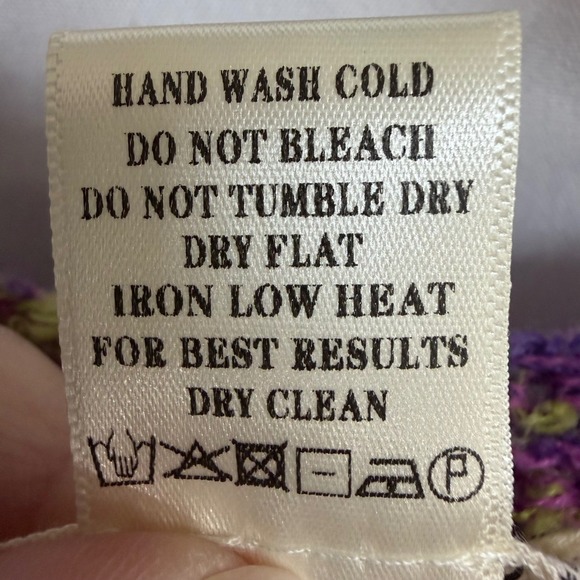 HAND WASH COLD
DO NOT BLEACH
DO NOT TUMBLE DRY
DRY FLAT
IRON LOW HEAT
FOR BEST RESULTS
DRY CLEAN
P